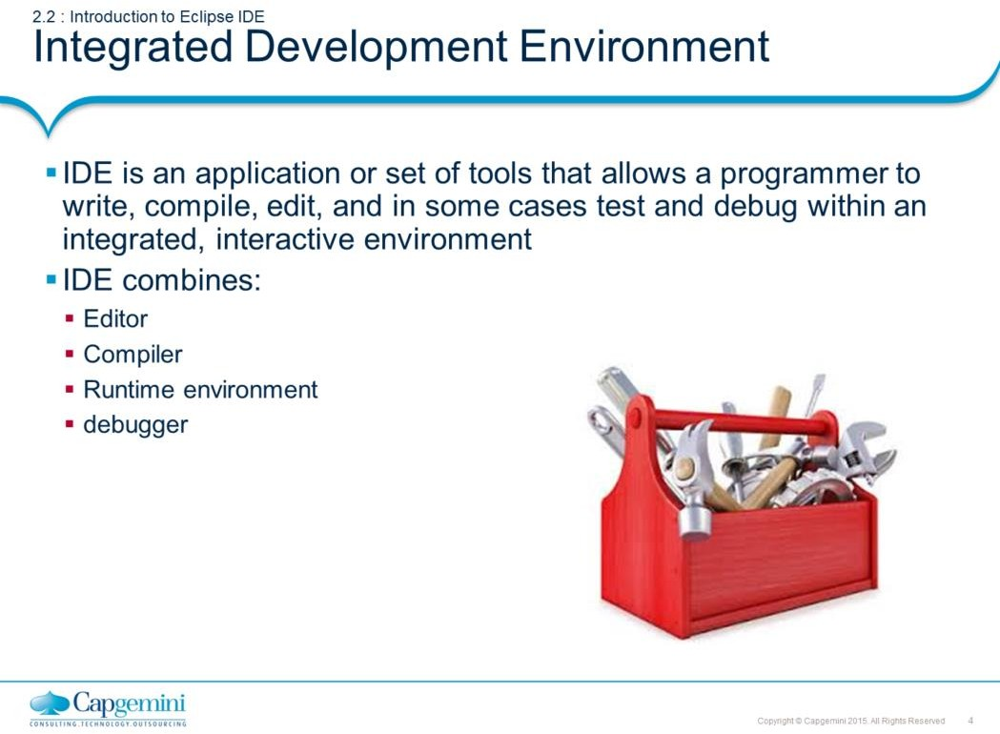 2.2 : Introduction to Eclipse IDE
Integrated Development Environment
IDE is an application or set of tools that allows a programmer to
write, compile, edit, and in some cases test and debug within an
integrated, interactive environment
IDE combines:
Editor
Compiler
Runtime environment
debugger
Capgemini
CONSULTING.TECHNOLOGY.OUTSOURCING
Copyright © Capgemini 2015. All Rights Reserved
4